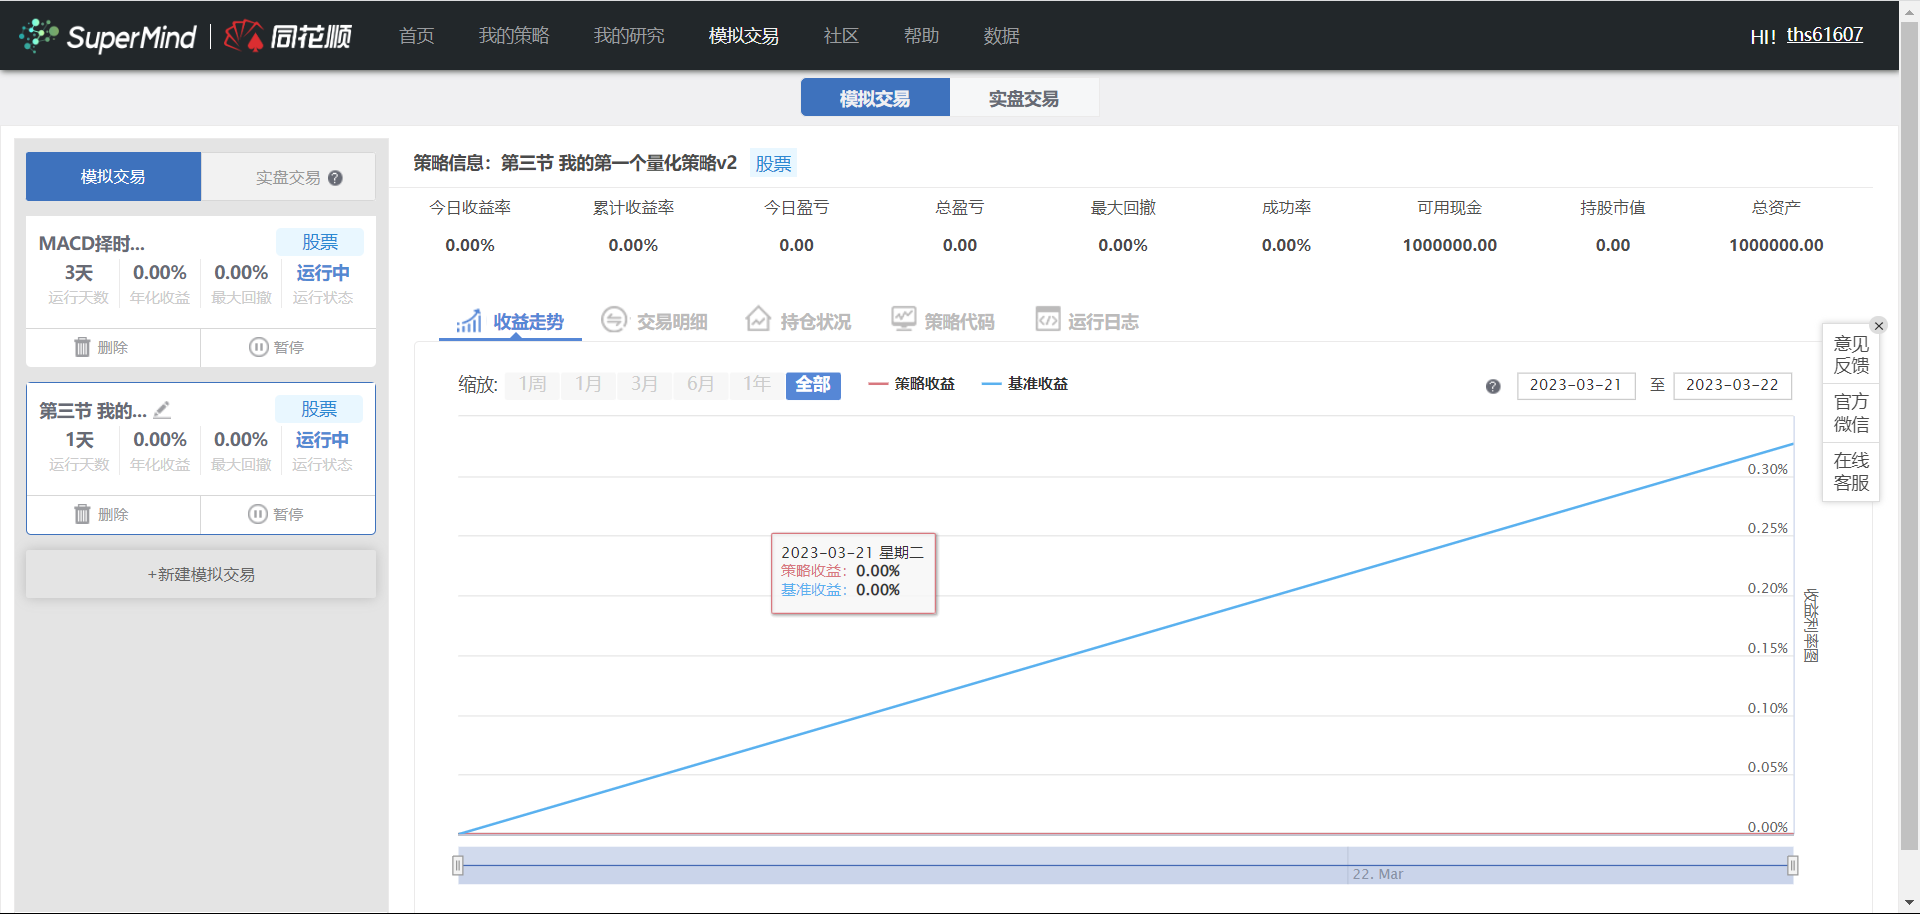 SuperMind 同花顺 首页 我的策略 我的研究 模拟交易 社区 帮助 数据 HI! ths61607
模拟交易 实盘交易
模拟交易 实盘交易 ?
MACD择时... 股票
3天 0.00% 0.00% 运行中
运行天数 年化收益 最大回撤 运行状态
删除 暂停
第三节 我的... 股票
1天 0.00% 0.00% 运行中
运行天数 年化收益 最大回撤 运行状态
删除 暂停
+新建模拟交易
策略信息：第三节 我的第一个量化策略v2 股票
今日收益率 累计收益率 今日盈亏 总盈亏 最大回撤 成功率 可用现金 持股市值 总资产
0.00% 0.00% 0.00 0.00 0.00% 0.00% 1000000.00 0.00 1000000.00
收益走势 交易明细 持仓状况 策略代码 运行日志
缩放: 1周 1月 3月 6月 1年 全部 策略收益 基准收益 ? 2023-03-21 至 2023-03-22
0.30%
0.25%
0.20%
0.15%
0.10%
0.05%
0.00%
2023-03-21 星期二
策略收益: 0.00%
基准收益: 0.00%
收益利率图
22. Mar
意见
反馈
官方
微信
在线
客服